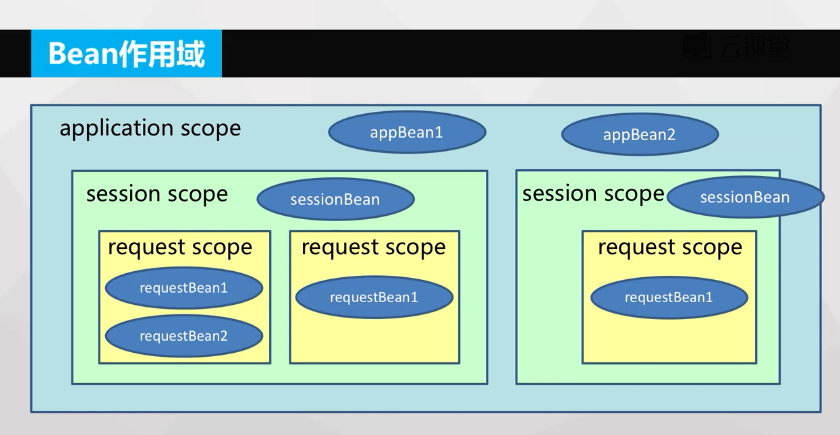 Bean作用域
云课堂
application scope
appBean1
appBean2
session scope
sessionBean
session scope
sessionBean
request scope
requestBean1
requestBean2
request scope
requestBean1
request scope
requestBean1